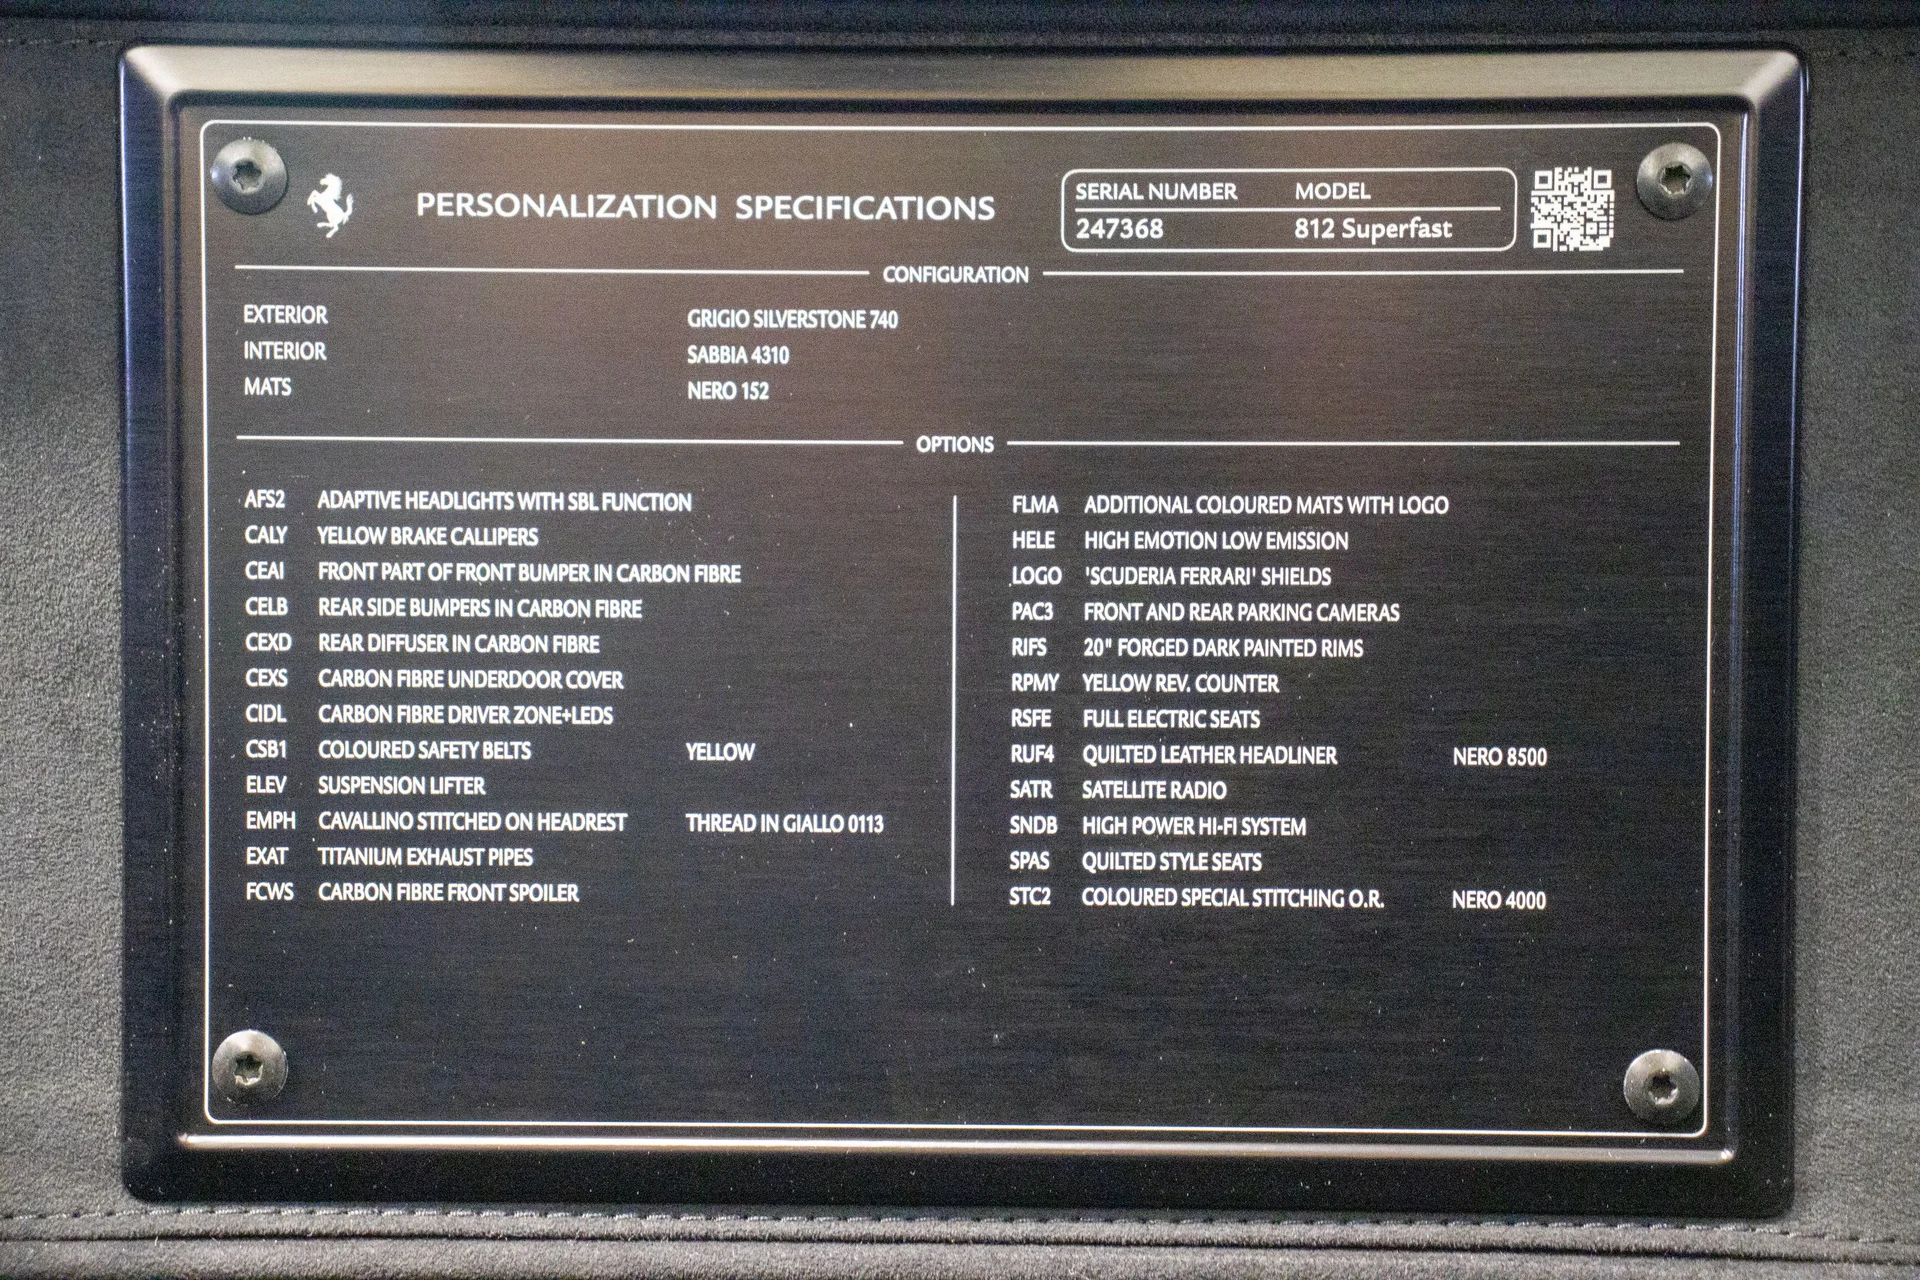 PERSONALIZATION SPECIFICATIONS
SERIAL NUMBER MODEL
247368 812 Superfast
CONFIGURATION
EXTERIOR GRIGIO SILVERSTONE 740
INTERIOR SABBIA 4310
MATS NERO 152
OPTIONS
AFS2 ADAPTIVE HEADLIGHTS WITH SBL FUNCTION
CALY YELLOW BRAKE CALLIPERS
CEAI FRONT PART OF FRONT BUMPER IN CARBON FIBRE
CELB REAR SIDE BUMPERS IN CARBON FIBRE
CEXD REAR DIFFUSER IN CARBON FIBRE
CEXS CARBON FIBRE UNDERDOOR COVER
CIDL CARBON FIBRE DRIVER ZONE+LEDS
CSB1 COLOURED SAFETY BELTS YELLOW
ELEV SUSPENSION LIFTER
EMPH CAVALLINO STITCHED ON HEADREST THREAD IN GIALLO 0113
EXAT TITANIUM EXHAUST PIPES
FCWS CARBON FIBRE FRONT SPOILER
FLMA ADDITIONAL COLOURED MATS WITH LOGO
HELE HIGH EMOTION LOW EMISSION
LOGO 'SCUDERIA FERRARI' SHIELDS
PAC3 FRONT AND REAR PARKING CAMERAS
RIFS 20" FORGED DARK PAINTED RIMS
RPMY YELLOW REV. COUNTER
RSFE FULL ELECTRIC SEATS
RUF4 QUILTED LEATHER HEADLINER NERO 8500
SATR SATELLITE RADIO
SNDB HIGH POWER HI-FI SYSTEM
SPAS QUILTED STYLE SEATS
STC2 COLOURED SPECIAL STITCHING O.R. NERO 4000